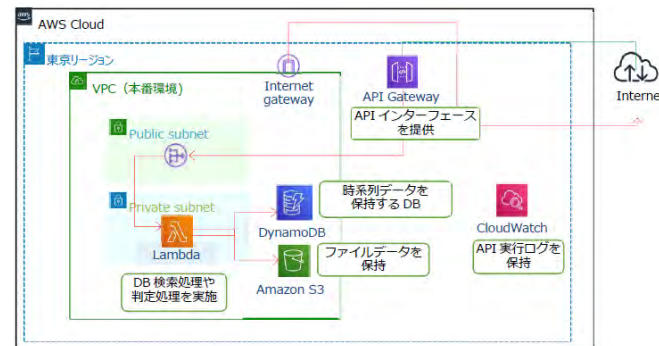 aws
AWS Cloud
東京リージョン
VPC（本番環境）
Internet
gateway
API Gateway
API インターフェース
を提供
Interne
Public subnet
Private subnet
Lambda
DB 検索処理や
判定処理を実施
DynamoDB
時系列データを
保持する DB
Amazon S3
ファイルデータを
保持
CloudWatch
API 実行ログを
保持